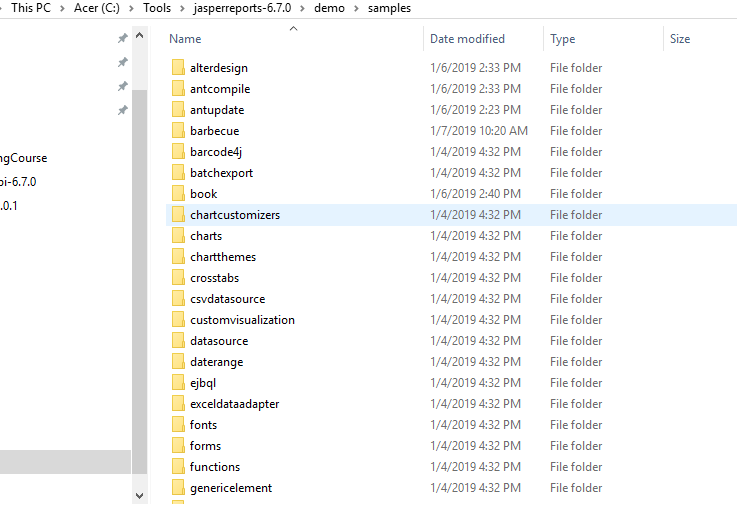 This PC > Acer (C:) > Tools > jasperreports-6.7.0 > demo > samples
Name Date modified Type Size
alterdesign 1/6/2019 2:33 PM File folder
antcompile 1/6/2019 2:33 PM File folder
antupdate 1/6/2019 2:23 PM File folder
barbecue 1/7/2019 10:20 AM File folder
ngCourse
barcode4j 1/4/2019 4:32 PM File folder
batchexport 1/4/2019 4:32 PM File folder
oi-6.7.0
book 1/6/2019 2:40 PM File folder
.0.1
chartcustomizers 1/4/2019 4:32 PM File folder
charts 1/4/2019 4:32 PM File folder
chartthemes 1/4/2019 4:32 PM File folder
crosstabs 1/4/2019 4:32 PM File folder
csvdatasource 1/4/2019 4:32 PM File folder
customvisualization 1/4/2019 4:32 PM File folder
datasource 1/4/2019 4:32 PM File folder
daterange 1/4/2019 4:32 PM File folder
ejbql 1/4/2019 4:32 PM File folder
exceldataadapter 1/4/2019 4:32 PM File folder
fonts 1/4/2019 4:32 PM File folder
forms 1/4/2019 4:32 PM File folder
functions 1/4/2019 4:32 PM File folder
genericelement 1/4/2019 4:32 PM File folder